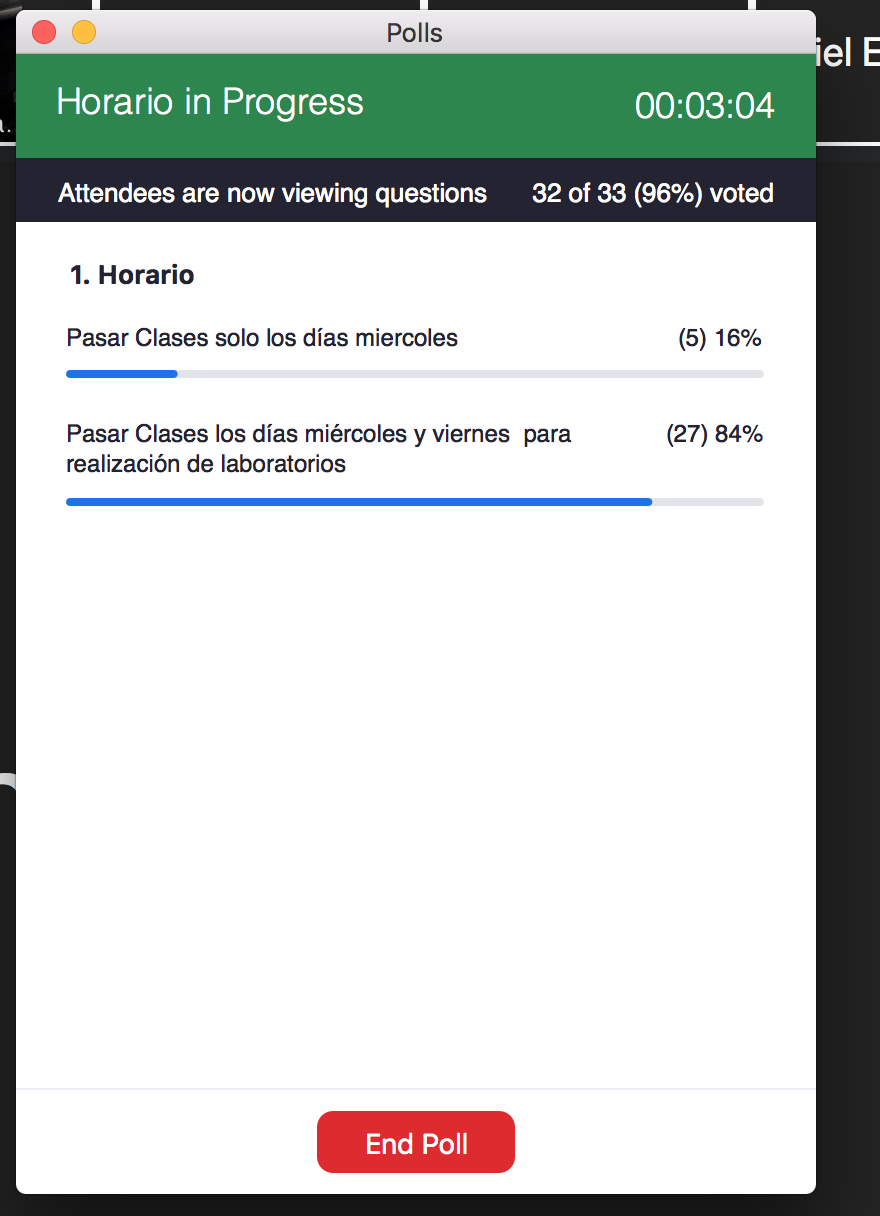 Polls
Horario in Progress 00:03:04
Attendees are now viewing questions 32 of 33 (96%) voted
1. Horario
Pasar Clases solo los días miercoles (5) 16%
Pasar Clases los días miércoles y viernes para (27) 84%
realización de laboratorios
End Poll